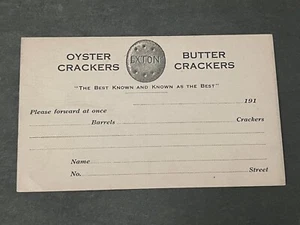 OYSTER CRACKERS
EXTON
BUTTER CRACKERS
"The Best Known and Known as the Best"
191
Please forward at once
Barrels Crackers
Name
No. Street